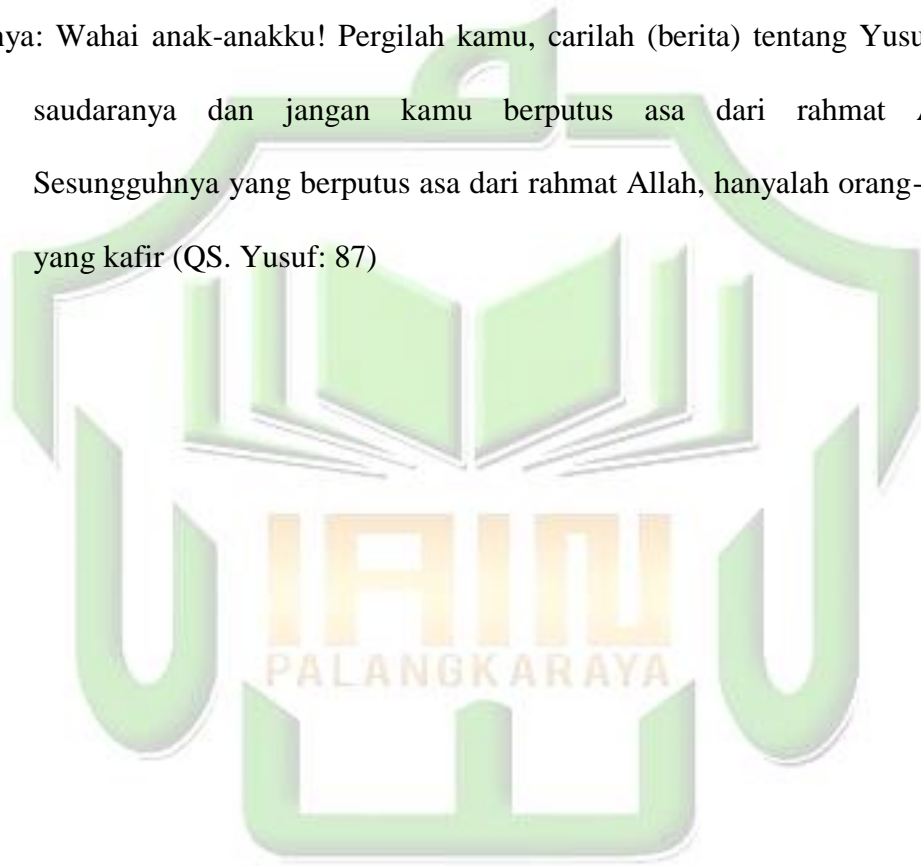 nya: Wahai anak-anakku! Pergilah kamu, carilah (berita) tentang Yusu
saudaranya dan jangan kamu berputus asa dari rahmat A
Sesungguhnya yang berputus asa dari rahmat Allah, hanyalah orang-
yang kafir (QS. Yusuf: 87)
IAIN
PALANGKARAYA